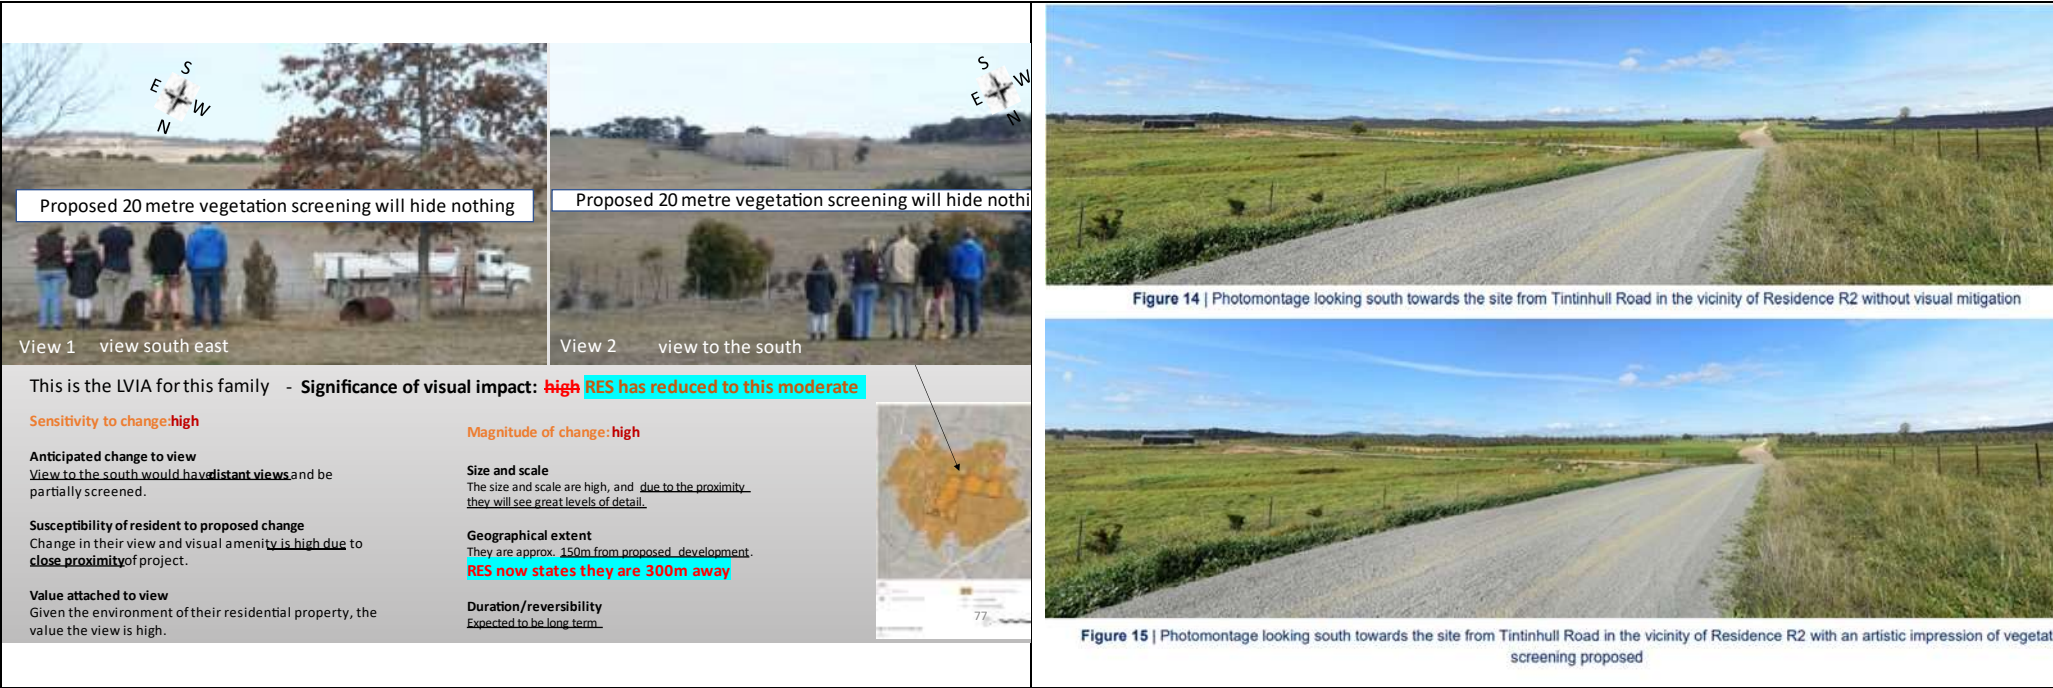 S
E
W
N
S
E
W
N
Proposed 20 metre vegetation screening will hide nothing
Proposed 20 metre vegetation screening will hide nothi
View 1 view south east
View 2 view to the south
This is the LVIA for this family - Significance of visual impact: high RES has reduced to this moderate
Sensitivity to change:high
Anticipated change to view
View to the south would havedistant views and be
partially screened.
Susceptibility of resident to proposed change
Change in their view and visual amenity is high due to
close proximityof project.
Value attached to view
Given the environment of their residential property, the
value the view is high.
Magnitude of change:high
Size and scale
The size and scale are high, and due to the proximity
they will see great levels of detail.
Geographical extent
They are approx. 150m from proposed development.
RES now states they are 300m away
Duration/reversibility
Expected to be long term
77
Figure 14 | Photomontage looking south towards the site from Tintinhull Road in the vicinity of Residence R2 without visual mitigation
Figure 15 | Photomontage looking south towards the site from Tintinhull Road in the vicinity of Residence R2 with an artistic impression of vegetat
screening proposed